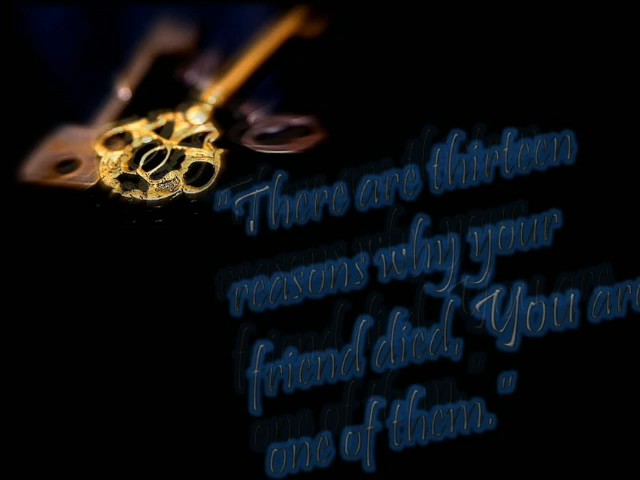 "There are thirteen
reasons why your
friend died, You are
one of them."